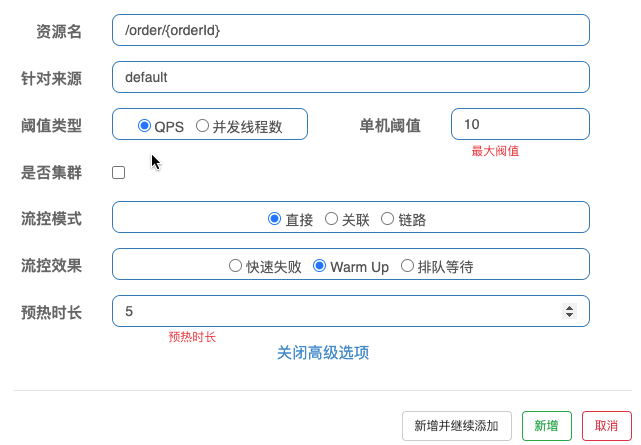 资源名 /order/{orderId}
针对来源 default
阈值类型 QPS 并发线程数 单机阈值 10
最大阀值
是否集群
流控模式 直接 关联 链路
流控效果 快速失败 Warm Up 排队等待
预热时长 5
预热时长
关闭高级选项
新增并继续添加 新增 取消